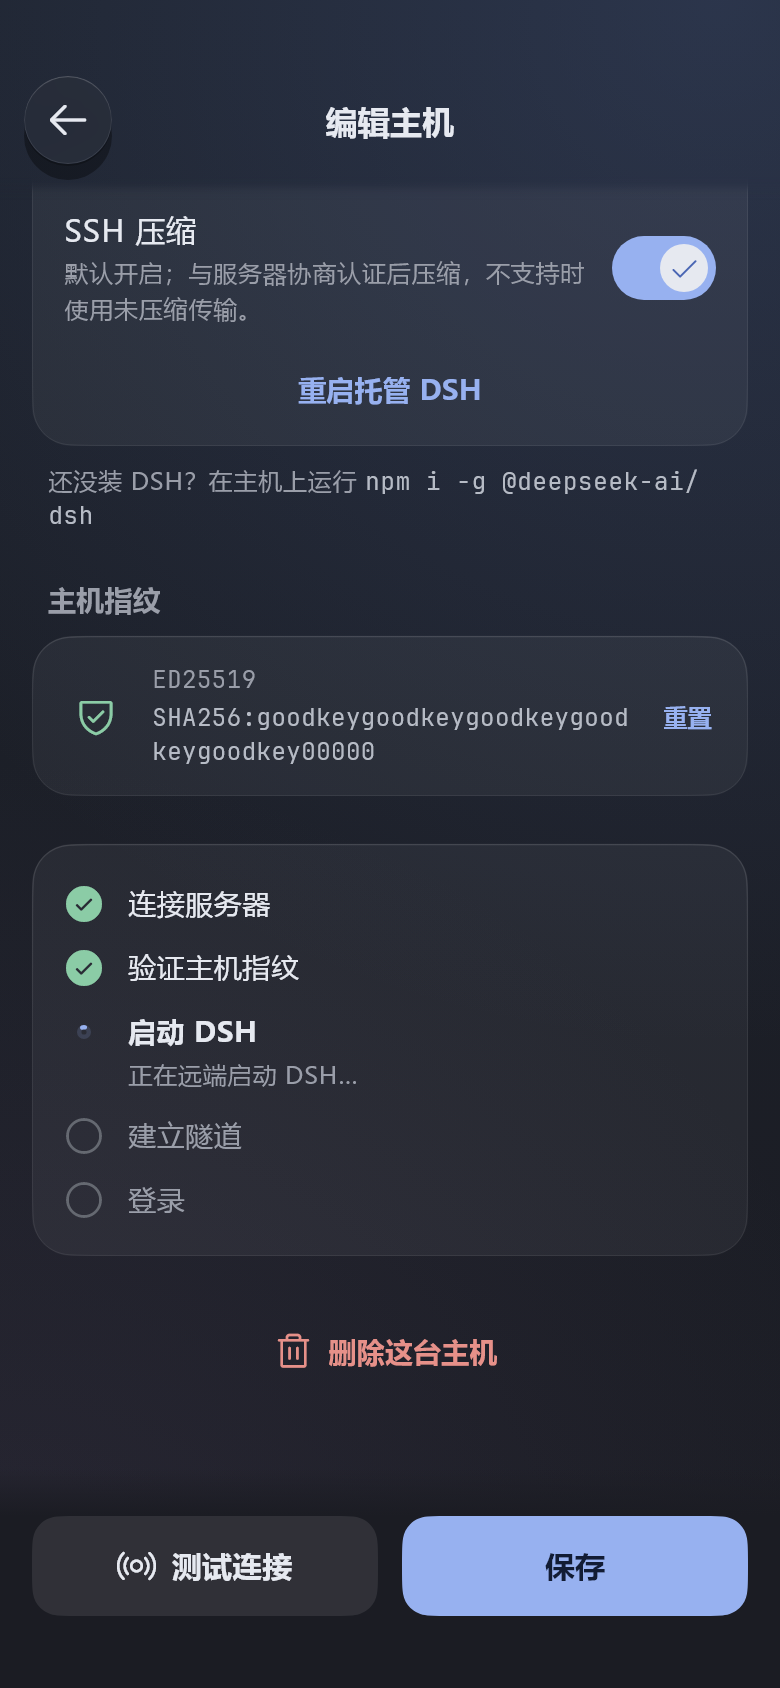 编辑主机
SSH 压缩
默认开启；与服务器协商认证后压缩，不支持时
使用未压缩传输。
重启托管 DSH
还没装 DSH？在主机上运行 npm i -g @deepseek-ai/
dsh
主机指纹
ED25519
SHA256:goodkeygoodkeygoodkeygood
keygoodkey00000
重置
连接服务器
验证主机指纹
启动 DSH
正在远端启动 DSH…
建立隧道
登录
删除这台主机
测试连接
保存